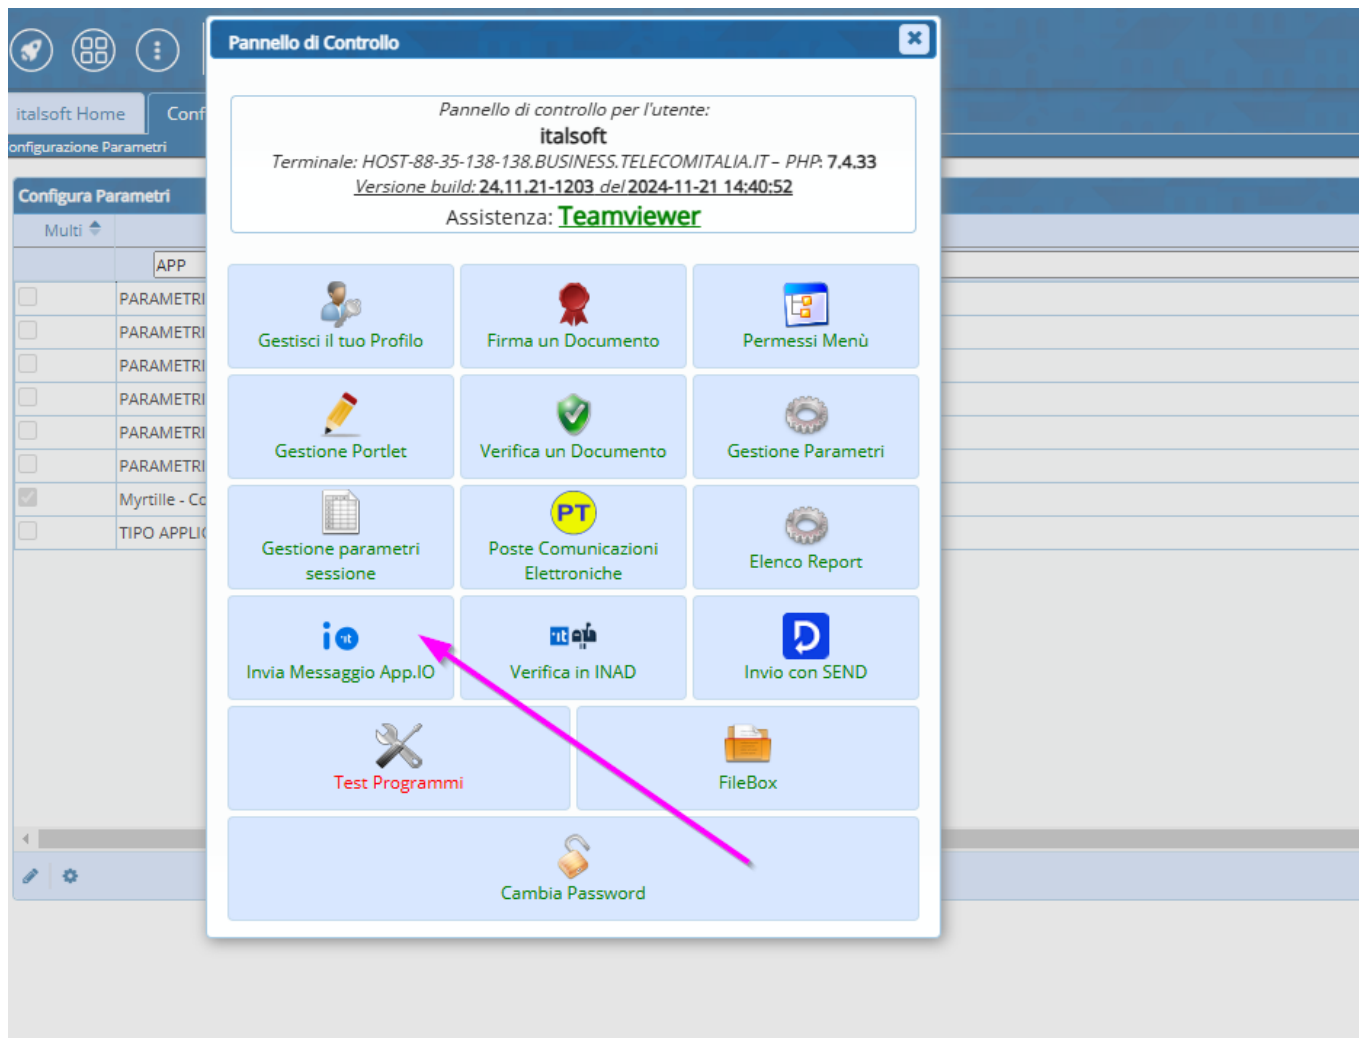 Pannello di Controllo
italsoft Home
Conf
onfigurazione Parametri
Pannello di controllo per l'utente:
italsoft
Terminale: HOST-88-35-138-138.BUSINESS.TELECOMITALIA.IT – PHP: 7.4.33
Versione build: 24.11.21-1203 del 2024-11-21 14:40:52
Assistenza: Teamviewer
Configura Parametri
Multi
APP
PARAMETRI
PARAMETRI
PARAMETRI
PARAMETRI
PARAMETRI
PARAMETRI
Myrtille - Co
TIPO APPLI
Gestisci il tuo Profilo
Firma un Documento
Permessi Menù
Gestione Portlet
Verifica un Documento
Gestione Parametri
Gestione parametri
sessione
PT
Poste Comunicazioni
Elettroniche
Elenco Report
io it
Invia Messaggio App.IO
it
Verifica in INAD
Invio con SEND
Test Programmi
FileBox
Cambia Password